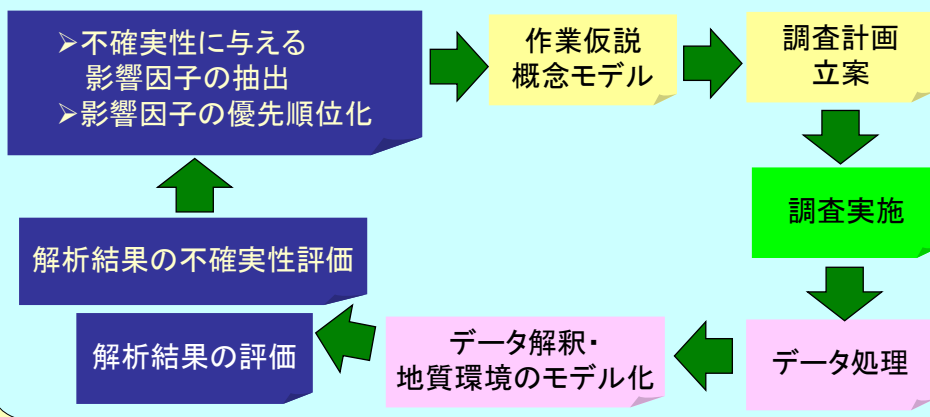 ➢不確実性に与える
影響因子の抽出
➢影響因子の優先順位化
作業仮説
概念モデル
調査計画
立案
調査実施
データ処理
データ解釈・
地質環境のモデル化
解析結果の評価
解析結果の不確実性評価